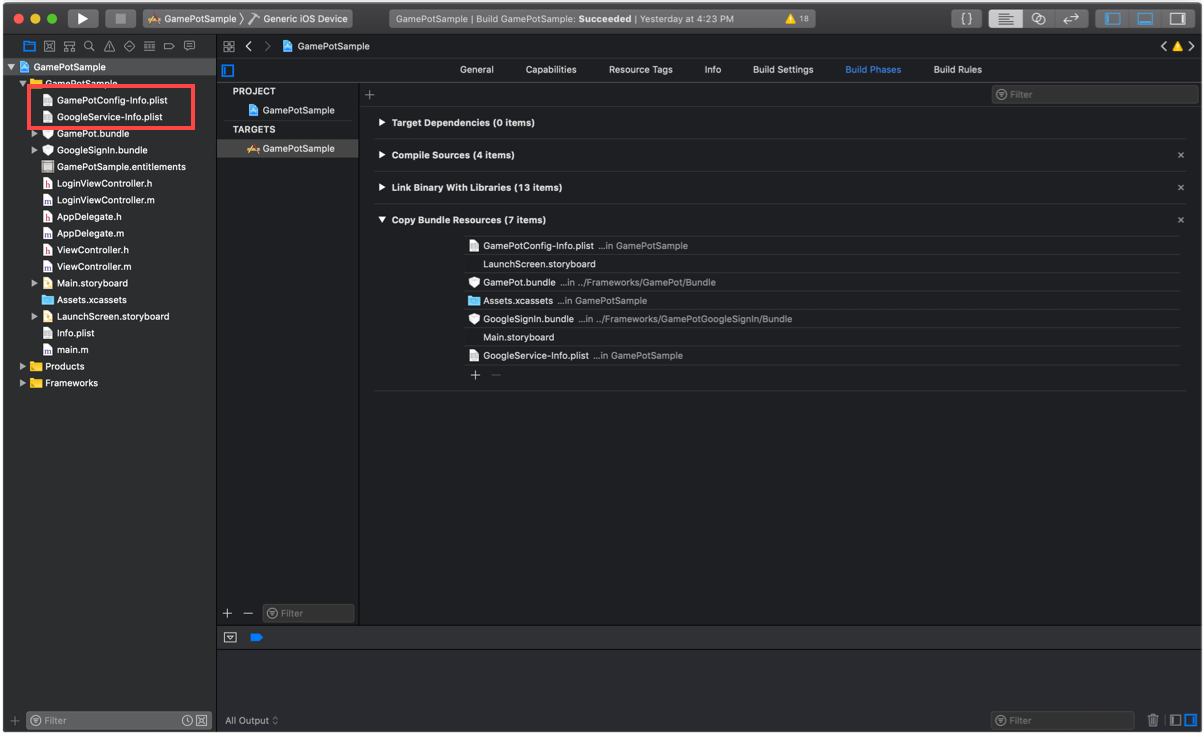 GamePotSample
Generic iOS Device
GamePotSample | Build GamePotSample: Succeeded | Yesterday at 4:23 PM
18
{ }
GamePotSample
GamePotSample
GamePotSample
GamePotConfig-Info.plist
GoogleService-Info.plist
GamePot.bundle
GoogleSignIn.bundle
GamePotSample.entitlements
LoginViewController.h
LoginViewController.m
AppDelegate.h
AppDelegate.m
ViewController.h
ViewController.m
Main.storyboard
Assets.xcassets
LaunchScreen.storyboard
Info.plist
main.m
Products
Frameworks
Filter
General
Capabilities
Resource Tags
Info
Build Settings
Build Phases
Build Rules
PROJECT
GamePotSample
TARGETS
GamePotSample
Filter
Filter
Target Dependencies (0 items)
Compile Sources (4 items)
Link Binary With Libraries (13 items)
Copy Bundle Resources (7 items)
GamePotConfig-Info.plist ...in GamePotSample
LaunchScreen.storyboard
GamePot.bundle ...in ../Frameworks/GamePot/Bundle
Assets.xcassets ...in GamePotSample
GoogleSignIn.bundle ...in ../Frameworks/GamePotGoogleSignIn/Bundle
Main.storyboard
GoogleService-Info.plist ...in GamePotSample
All Output
Filter